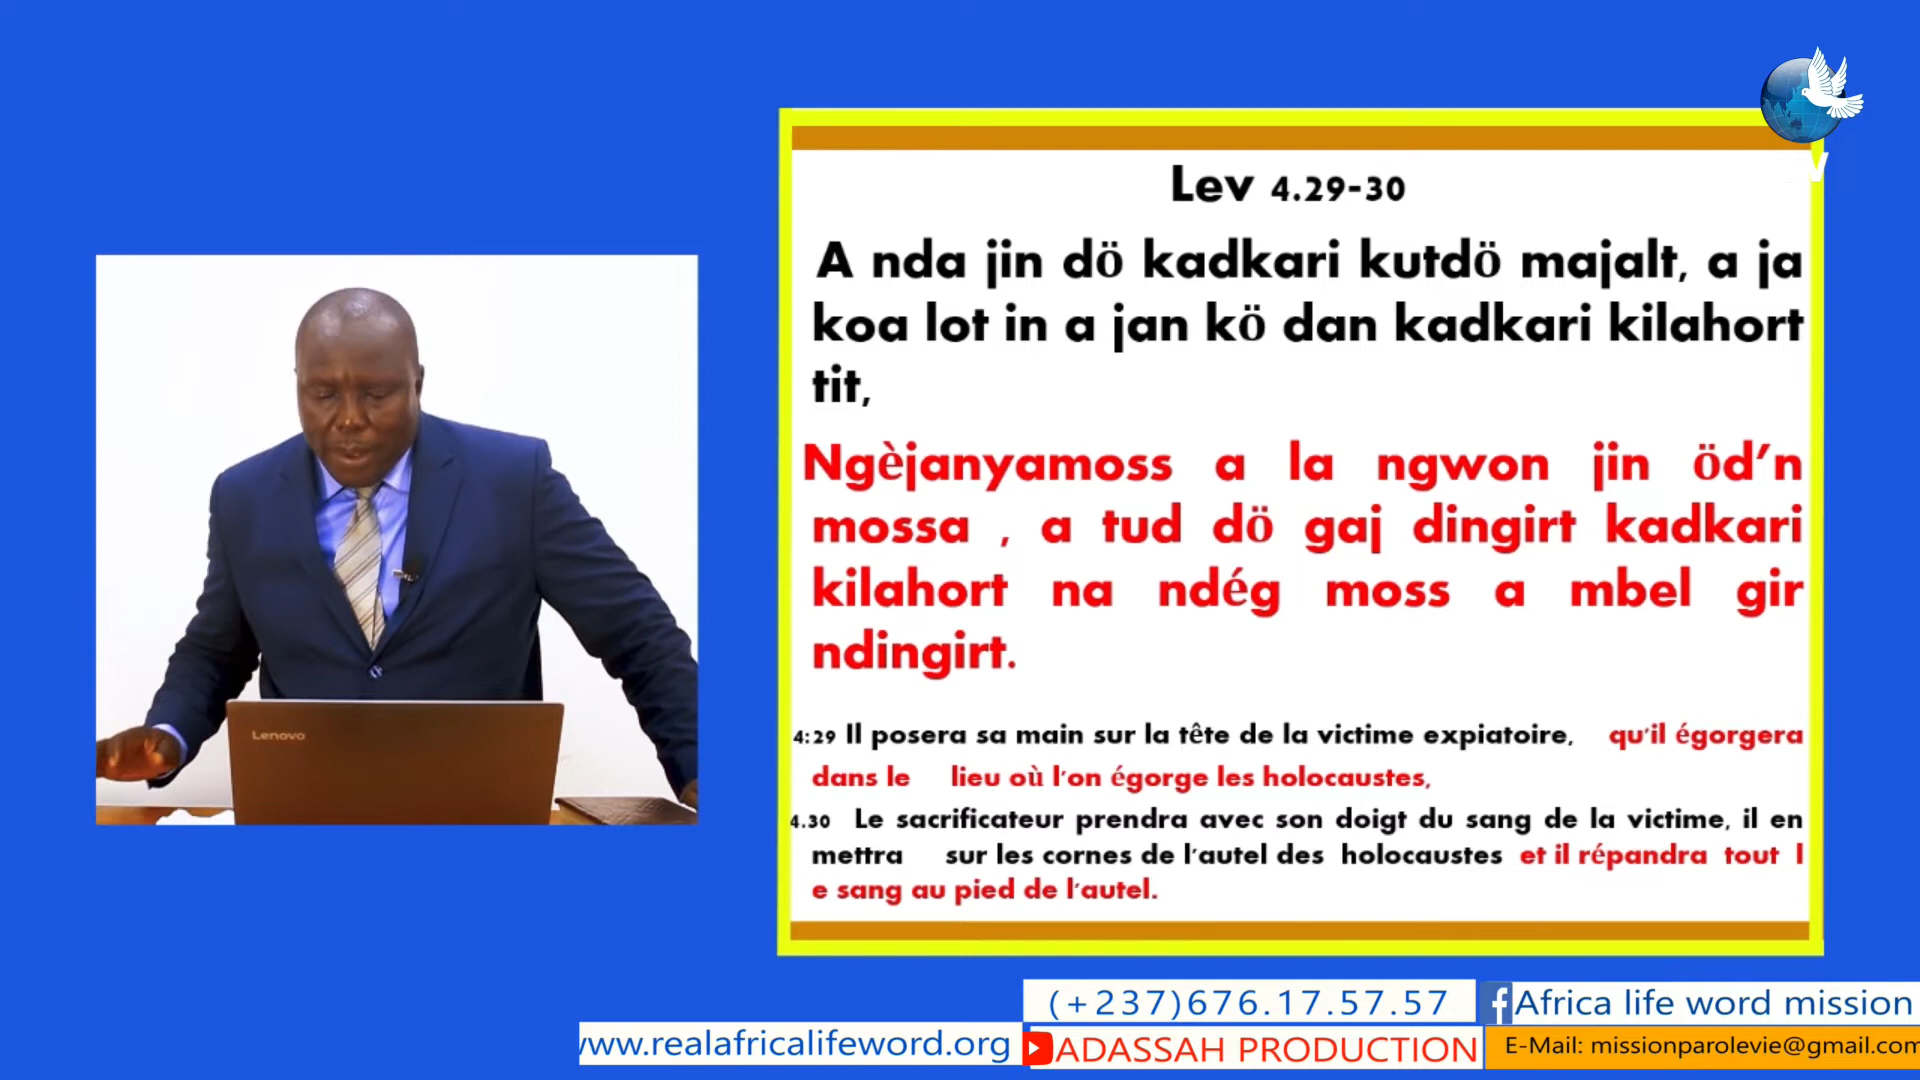 V
Lev 4.29-30
A nda jin dö kadkari kutdö majalt, a ja
koa lot in a jan kö dan kadkari kilahort
tit,
Ngèjanyamoss a la ngwon jin öd’n
mossa , a tud dö gaj dingirt kadkari
kilahort na ndég moss a mbel gir
ndingirt.
4:29 Il posera sa main sur la tête de la victime expiatoire, qu'il égorgera
dans le lieu où l'on égorge les holocaustes,
4.30 Le sacrificateur prendra avec son doigt du sang de la victime, il en
mettra sur les cornes de l'autel des holocaustes et il répandra tout l
e sang au pied de l'autel.
Lenovo
(+237)676.17.57.57
Africa life word mission
www.realafricalifeword.org
ADASSAH PRODUCTION
E-Mail: missionparolevie@gmail.com